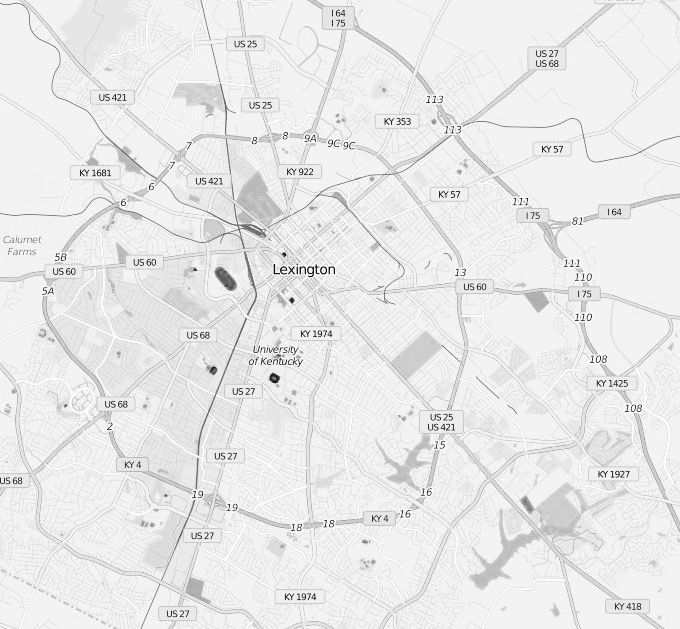 I 64
I 75
US 25
US 27
US 68
US 421
113
US 25
KY 353
113
8
8
9A
9C
9C
7
KY 57
7
KY 1681
KY 922
US 421
6
KY 57
6
111
I 75
I 64
81
Calumet
Farms
5B
US 60
US 60
Lexington
13
111
110
5A
US 60
I 75
110
US 68
KY 1974
University
of Kentucky
108
KY 1425
US 27
US 68
108
2
US 25
US 421
15
US 27
KY 4
KY 1927
US 68
16
19
19
16
18
18
KY 4
US 27
KY 1974
KY 418
US 27